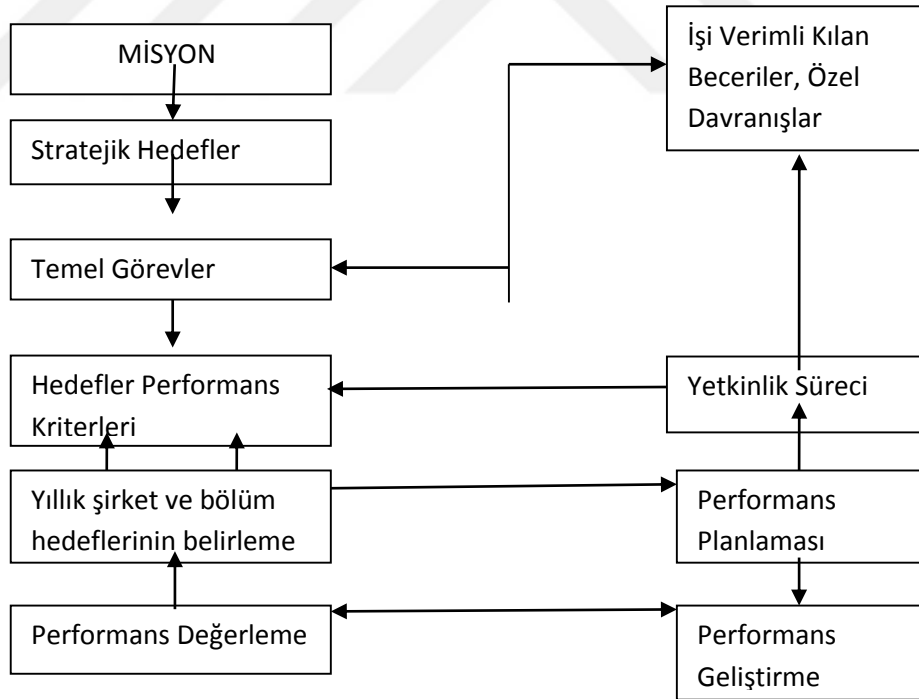 MİSYON
Stratejik Hedefler
Temel Görevler
Hedefler Performans
Kriterleri
Yıllık şirket ve bölüm
hedeflerinin belirleme
Performans Değerleme
İşi Verimli Kılan
Beceriler, Özel
Davranışlar
Yetkinlik Süreci
Performans
Planlaması
Performans
Geliştirme